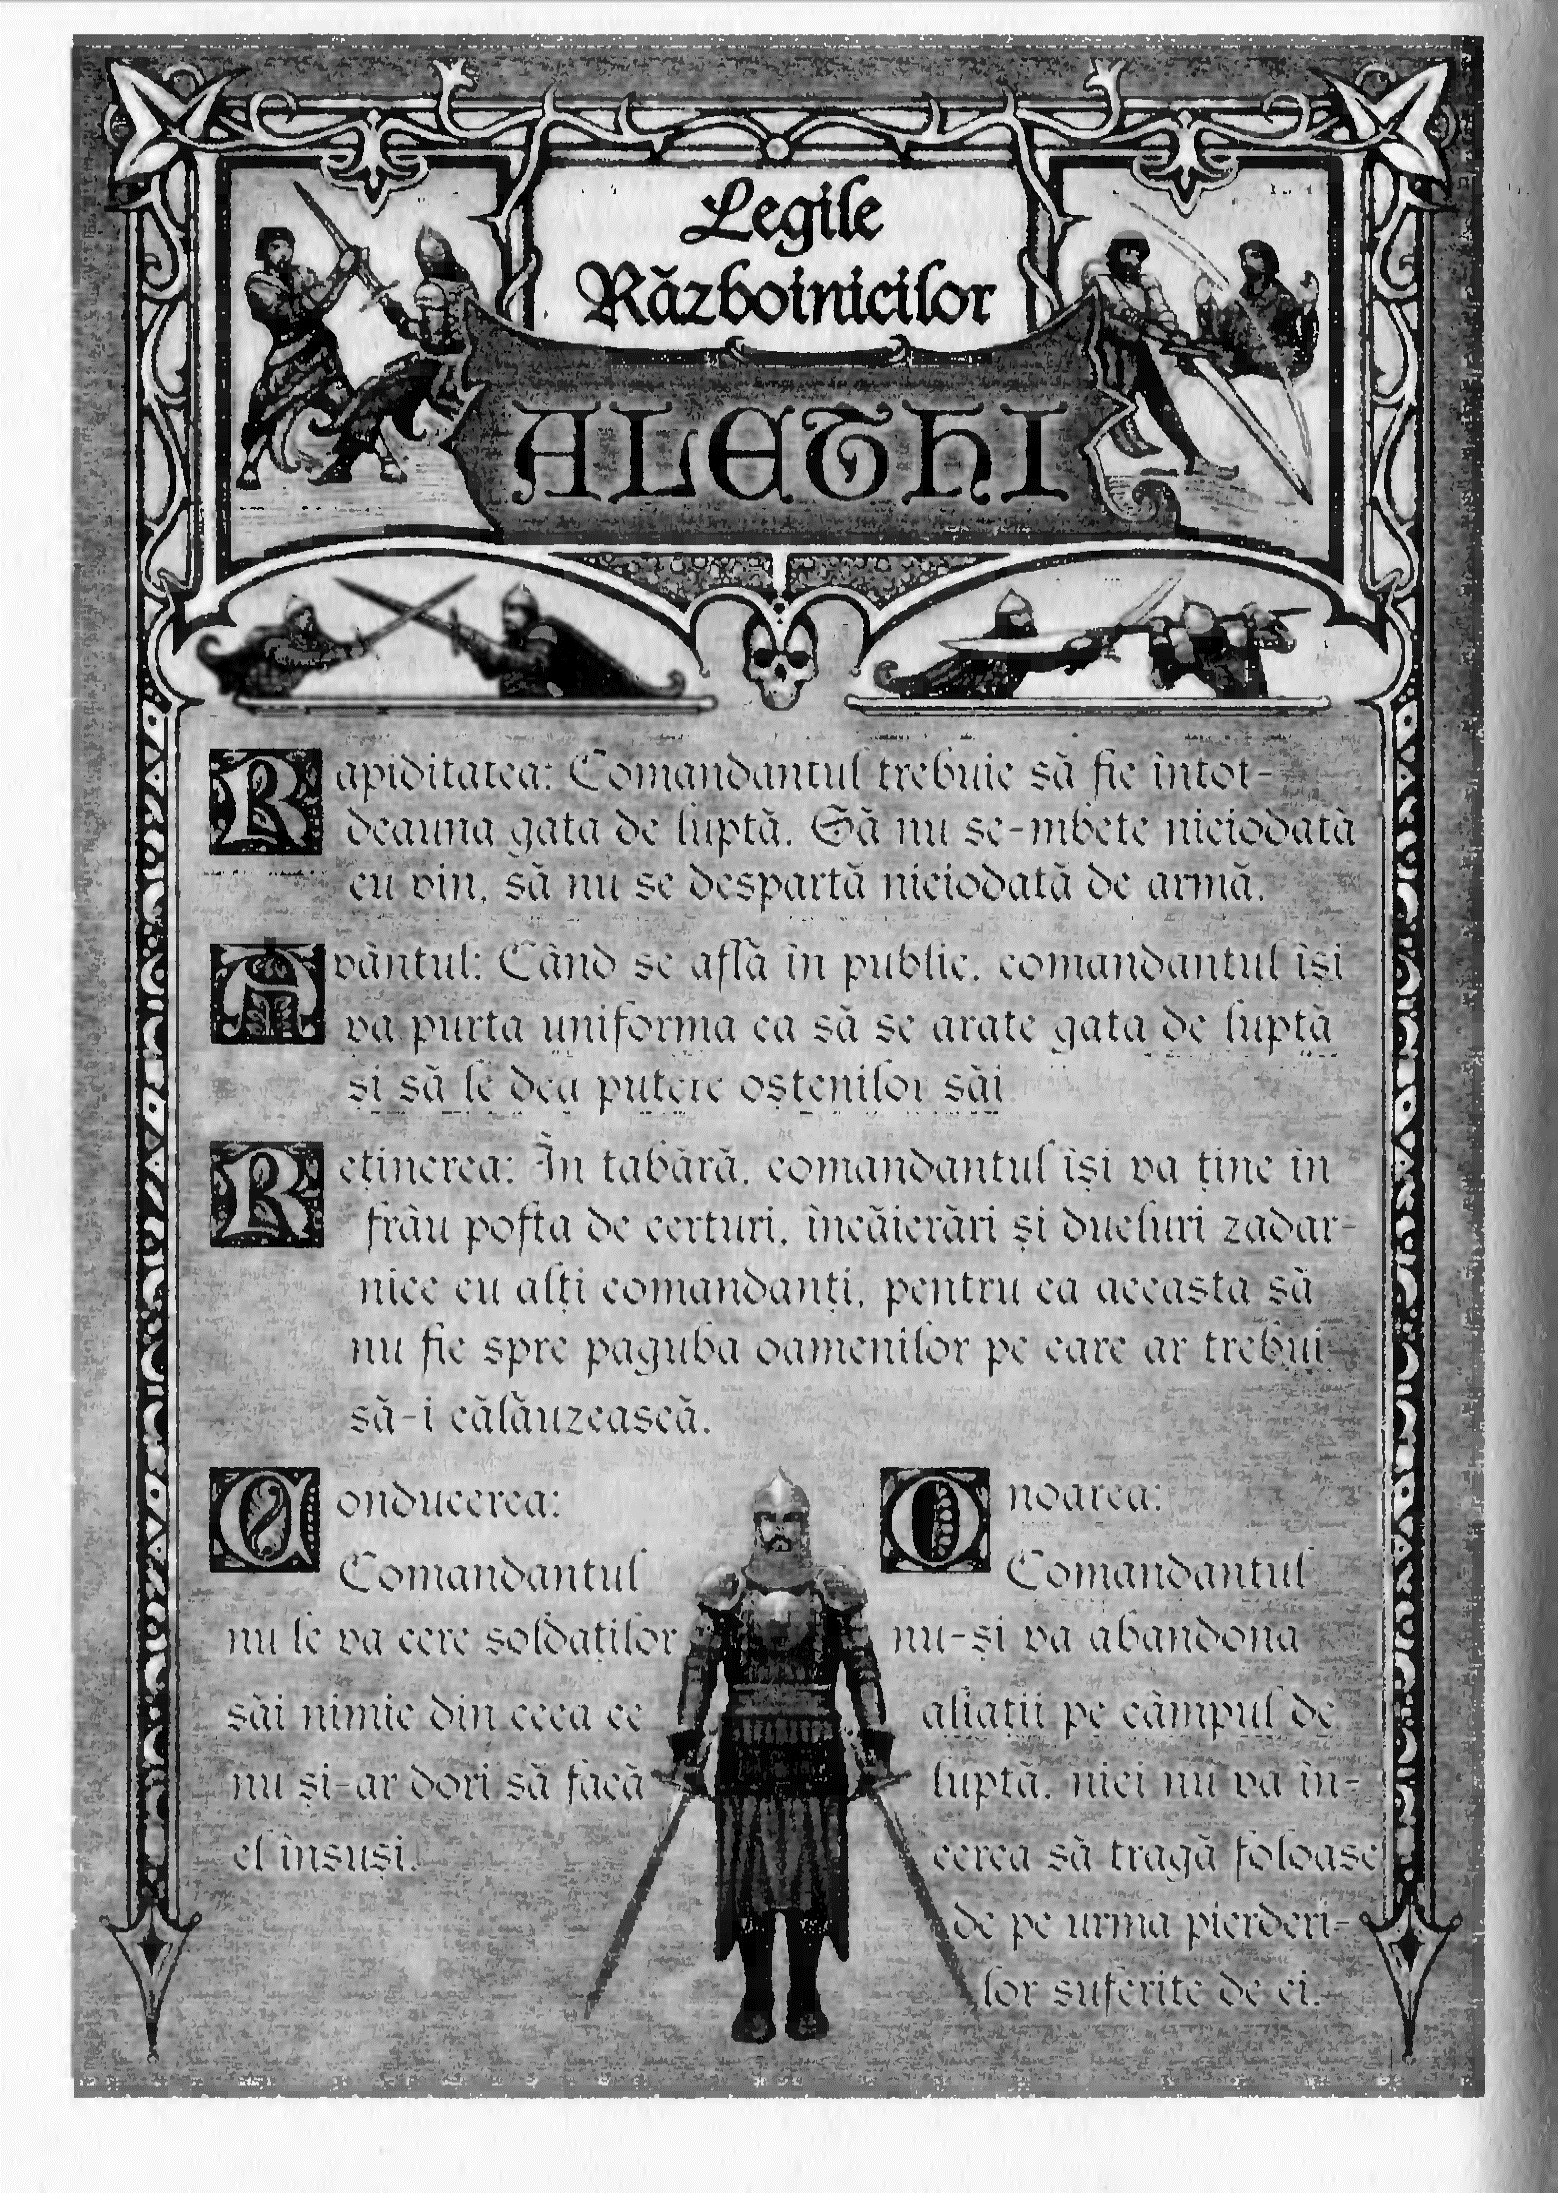 Legile
Războinicilor
ALETHI
Rapiditatea: Comandantul trebuie să fie întot-
deauna gata de luptă. Să nu se-mbete niciodată
cu vin, să nu se despartă niciodată de armă.
Avântul: Când se află în public, comandantul își
va purta uniforma ca să se arate gata de luptă
și să le dea putere oștenilor săi
Reținerea: În tabără, comandantul își va ține în
frâu pofta de certuri, încăierări și dueluri zadar-
nice cu alți comandanți, pentru ca aceasta să
nu fie spre paguba oamenilor pe care ar trebui
să-i călăuzească.
Conducerea:
Comandantul
nu le va cere soldaților
săi nimic din ceea ce
nu și-ar dori să facă
el însuși.
Onoarea:
Comandantul
nu-și va abandona
aliații pe câmpul de
luptă, nici nu va în-
cerca să tragă foloase
de pe urma pierderi-
lor suferite de ei.